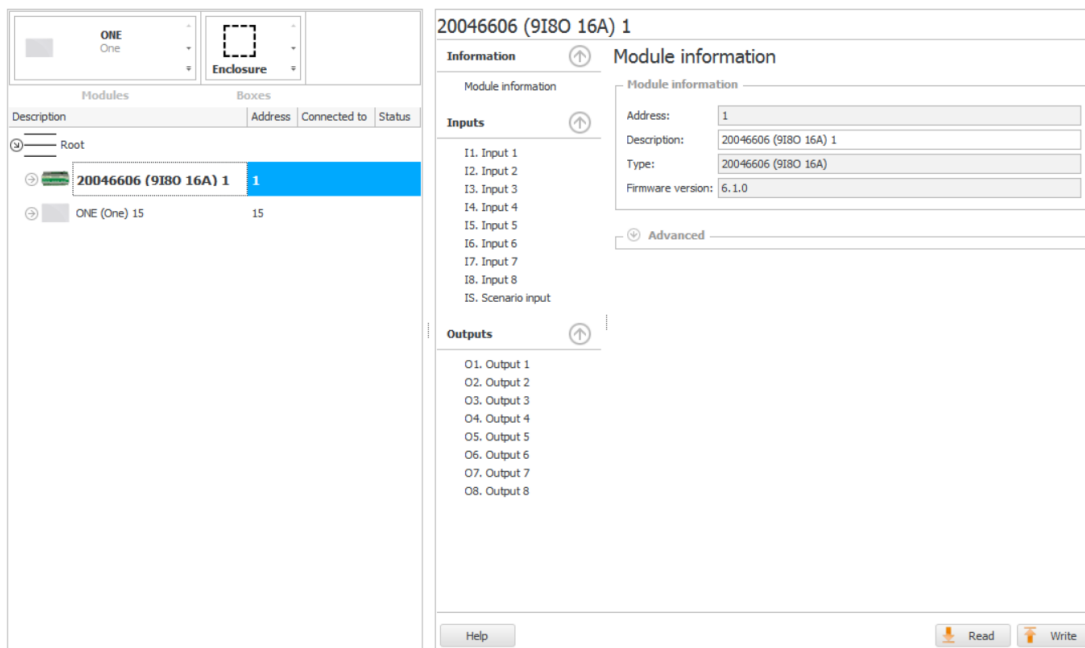 ONE
One
Enclosure
Modules
Boxes
Description
Address
Connected to
Status
Root
20046606 (9I8O 16A) 1
1
ONE (One) 15
15
20046606 (9I8O 16A) 1
Information
Module information
Inputs
I1. Input 1
I2. Input 2
I3. Input 3
I4. Input 4
I5. Input 5
I6. Input 6
I7. Input 7
I8. Input 8
IS. Scenario input
Outputs
O1. Output 1
O2. Output 2
O3. Output 3
O4. Output 4
O5. Output 5
O6. Output 6
O7. Output 7
O8. Output 8
Module information
Module information
Address:
1
Description:
20046606 (9I8O 16A) 1
Type:
20046606 (9I8O 16A)
Firmware version:
6.1.0
Advanced
Help
Read
Write